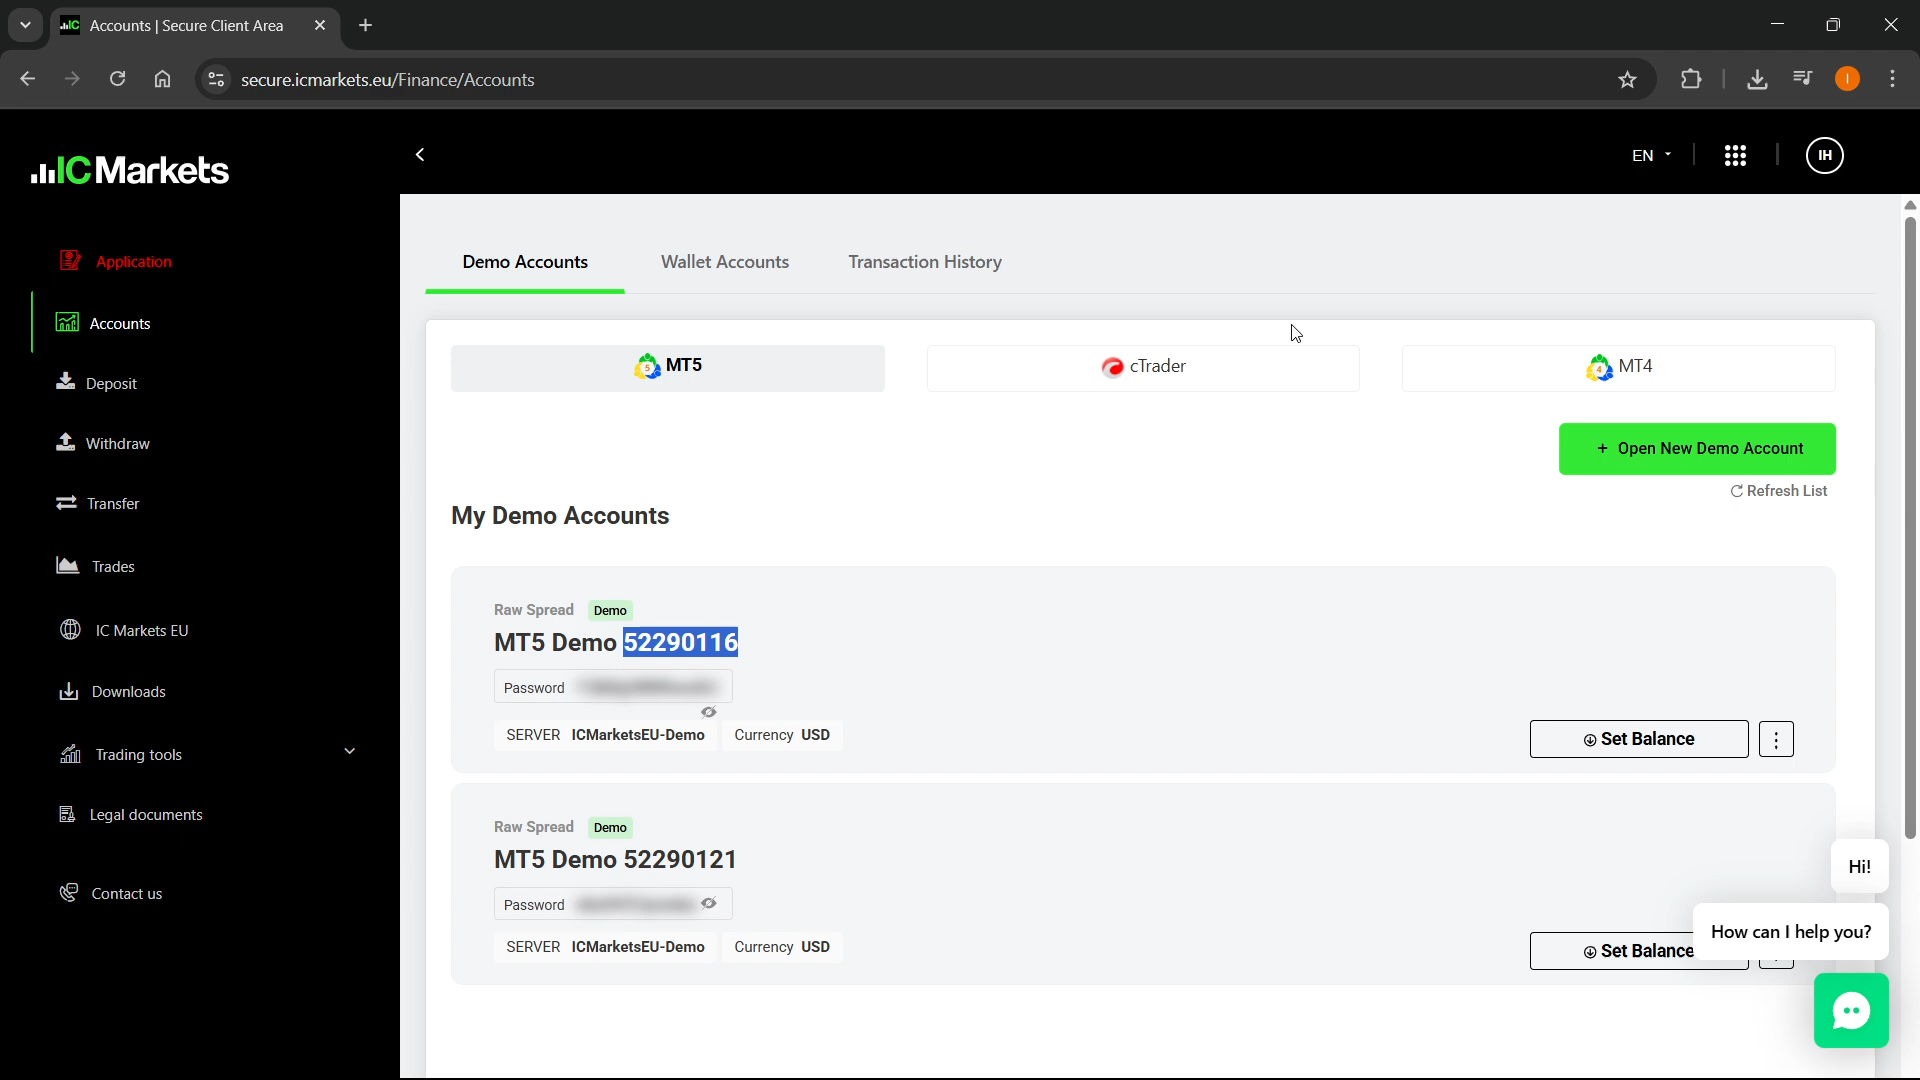 Accounts | Secure Client Area
secure.icmarkets.eu/Finance/Accounts
I
IC Markets
EN
IH
Application
Accounts
Deposit
Withdraw
Transfer
Trades
IC Markets EU
Downloads
Trading tools
Legal documents
Contact us
Demo Accounts
Wallet Accounts
Transaction History
MT5
cTrader
MT4
+ Open New Demo Account
Refresh List
My Demo Accounts
Raw Spread Demo
MT5 Demo 52290116
Password
SERVER ICMarketsEU-Demo Currency USD
Set Balance
Raw Spread Demo
MT5 Demo 52290121
Password
SERVER ICMarketsEU-Demo Currency USD
Set Balance
Hi!
How can I help you?